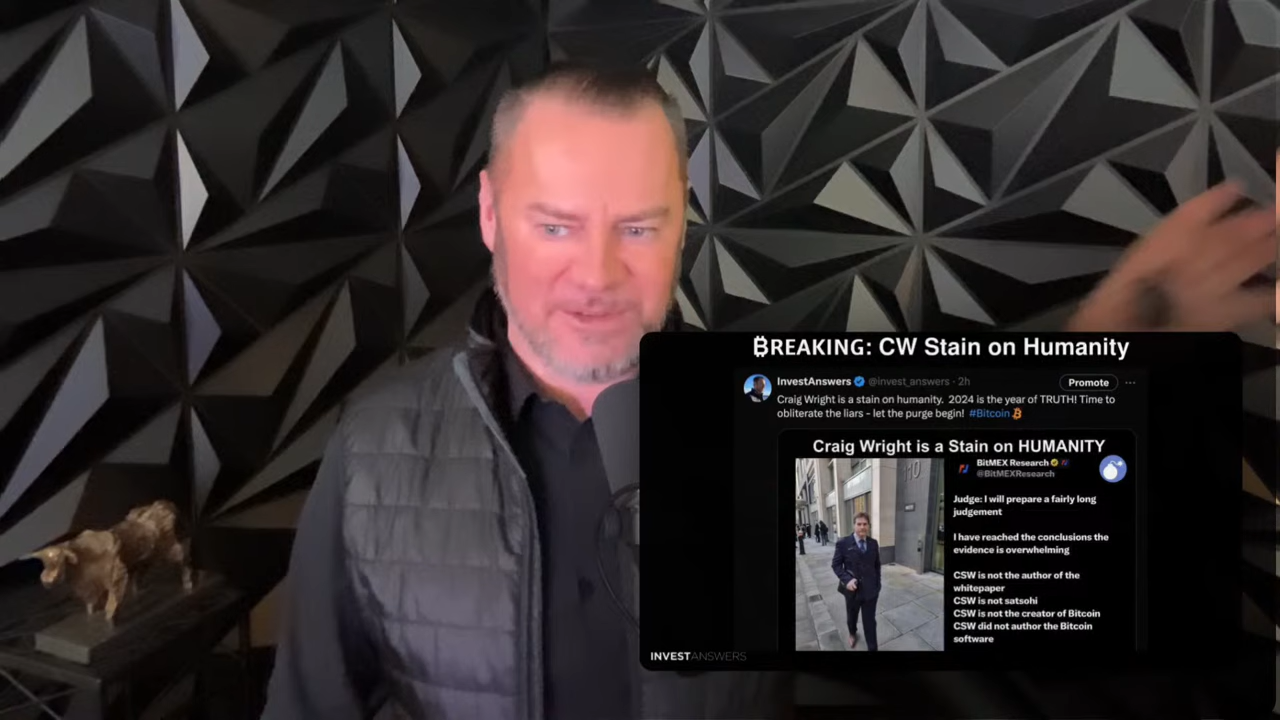 ₿REAKING: CW Stain on Humanity
InvestAnswers @invest_answers · 2h
Promote
Craig Wright is a stain on humanity. 2024 is the year of TRUTH! Time to
obliterate the liars - let the purge begin! #Bitcoin
Craig Wright is a Stain on HUMANITY
BitMEX Research
@BitMEXResearch
Judge: I will prepare a fairly long
judgement
I have reached the conclusions the
evidence is overwhelming
CSW is not the author of the
whitepaper
CSW is not satsohi
CSW is not the creator of Bitcoin
CSW did not author the Bitcoin
software
110
INVESTANSWERS